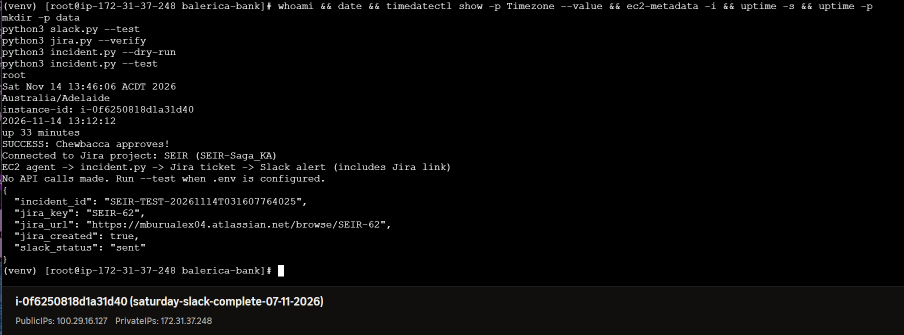 (venv) [root@ip-172-31-37-248 balerica-bank]# whoami && date && timedatectl show -p Timezone --value && ec2-metadata -i && uptime -s && uptime -p
mkdir -p data
python3 slack.py --test
python3 jira.py --verify
python3 incident.py --dry-run
python3 incident.py --test
root
Sat Nov 14 13:46:06 ACDT 2026
Australia/Adelaide
instance-id: i-0f6250818d1a31d40
2026-11-14 13:12:12
up 33 minutes
SUCCESS: Chewbacca approves!
Connected to Jira project: SEIR (SEIR-Saga_KA)
EC2 agent -> incident.py -> Jira ticket -> Slack alert (includes Jira link)
No API calls made. Run --test when .env is configured.
{
  "incident_id": "SEIR-TEST-20261114T031607764025",
  "jira_key": "SEIR-62",
  "jira_url": "https://mburualex04.atlassian.net/browse/SEIR-62",
  "jira_created": true,
  "slack_status": "sent"
}
(venv) [root@ip-172-31-37-248 balerica-bank]#
i-0f6250818d1a31d40 (saturday-slack-complete-07-11-2026)
PublicIPs: 100.29.16.127 PrivateIPs: 172.31.37.248